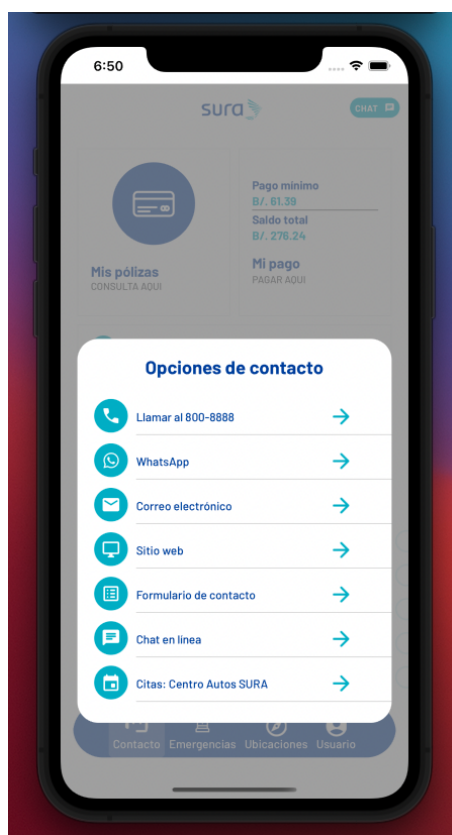 6:50
sura
CHAT
Pago mínimo
B/. 61.39
Saldo total
B/. 276.24
Mis pólizas
CONSULTA AQUI
Mi pago
PAGAR AQUI
Opciones de contacto
Llamar al 800-8888
WhatsApp
Correo electrónico
Sitio web
Formulario de contacto
Chat en línea
Citas: Centro Autos SURA
Contacto Emergencias Ubicaciones Usuario